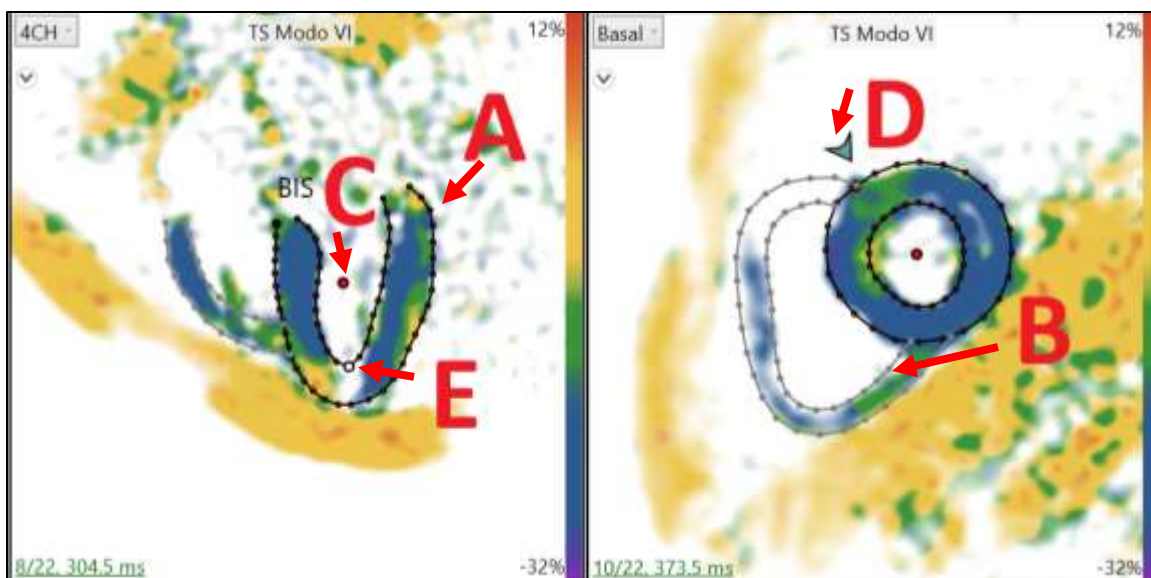 4CH
TS Modo VI
12%
A
BIS
C
E
8/22, 304.5 ms
-32%
Basal
TS Modo VI
12%
D
B
10/22, 373.5 ms
-32%